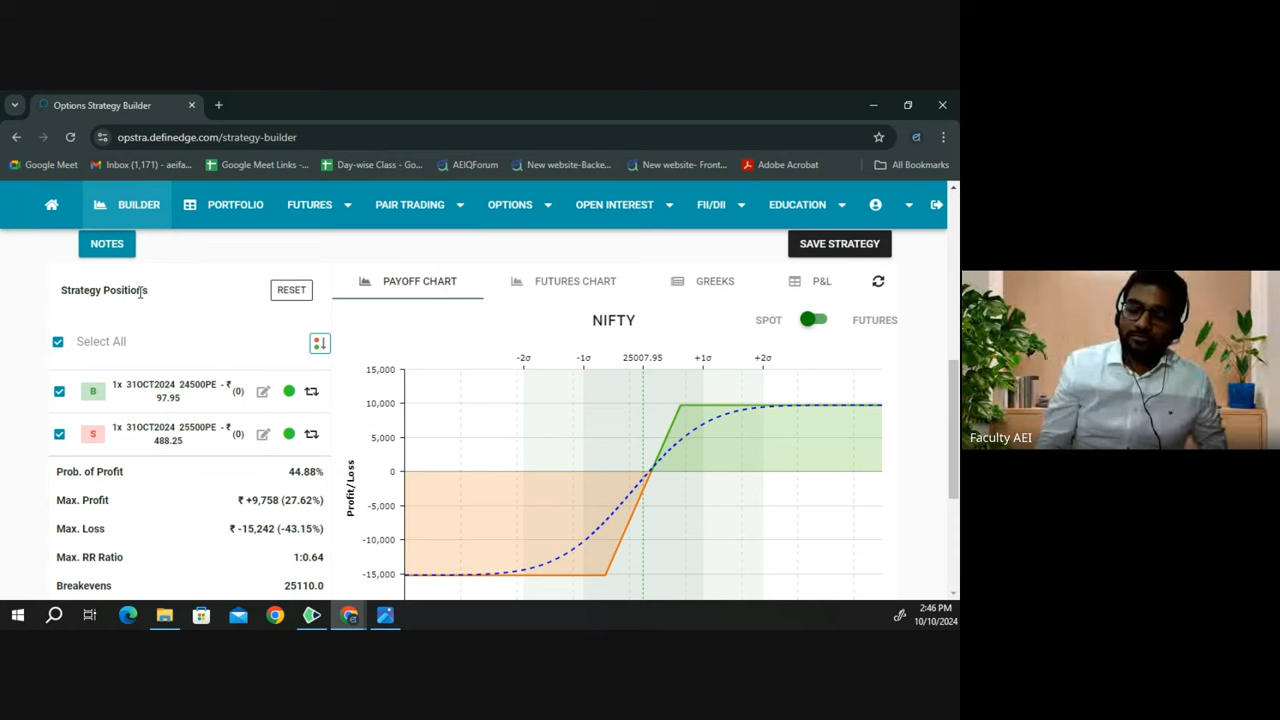 Options Strategy Builder
opstra.definedge.com/strategy-builder
Google Meet
Inbox (1,171) - aeifa...
Google Meet Links -...
Day-wise Class - Go...
AEIQForum
New website-Backe...
New website- Front...
Adobe Acrobat
All Bookmarks
BUILDER
PORTFOLIO
FUTURES
PAIR TRADING
OPTIONS
OPEN INTEREST
FII/DII
EDUCATION
NOTES
SAVE STRATEGY
Strategy Positions
RESET
PAYOFF CHART
FUTURES CHART
GREEKS
P&L
NIFTY
SPOT
FUTURES
Select All
B
1x 31OCT2024 24500PE - ₹
97.95
(0)
S
1x 31OCT2024 25500PE - ₹
488.25
(0)
Prob. of Profit
44.88%
Max. Profit
₹ +9,758 (27.62%)
Max. Loss
₹ -15,242 (-43.15%)
Max. RR Ratio
1:0.64
Breakevens
25110.0
-2σ
-1σ
25007.95
+1σ
+2σ
15,000
10,000
5,000
0
-5,000
-10,000
-15,000
Profit/Loss
Faculty AEI
2:46 PM
10/10/2024